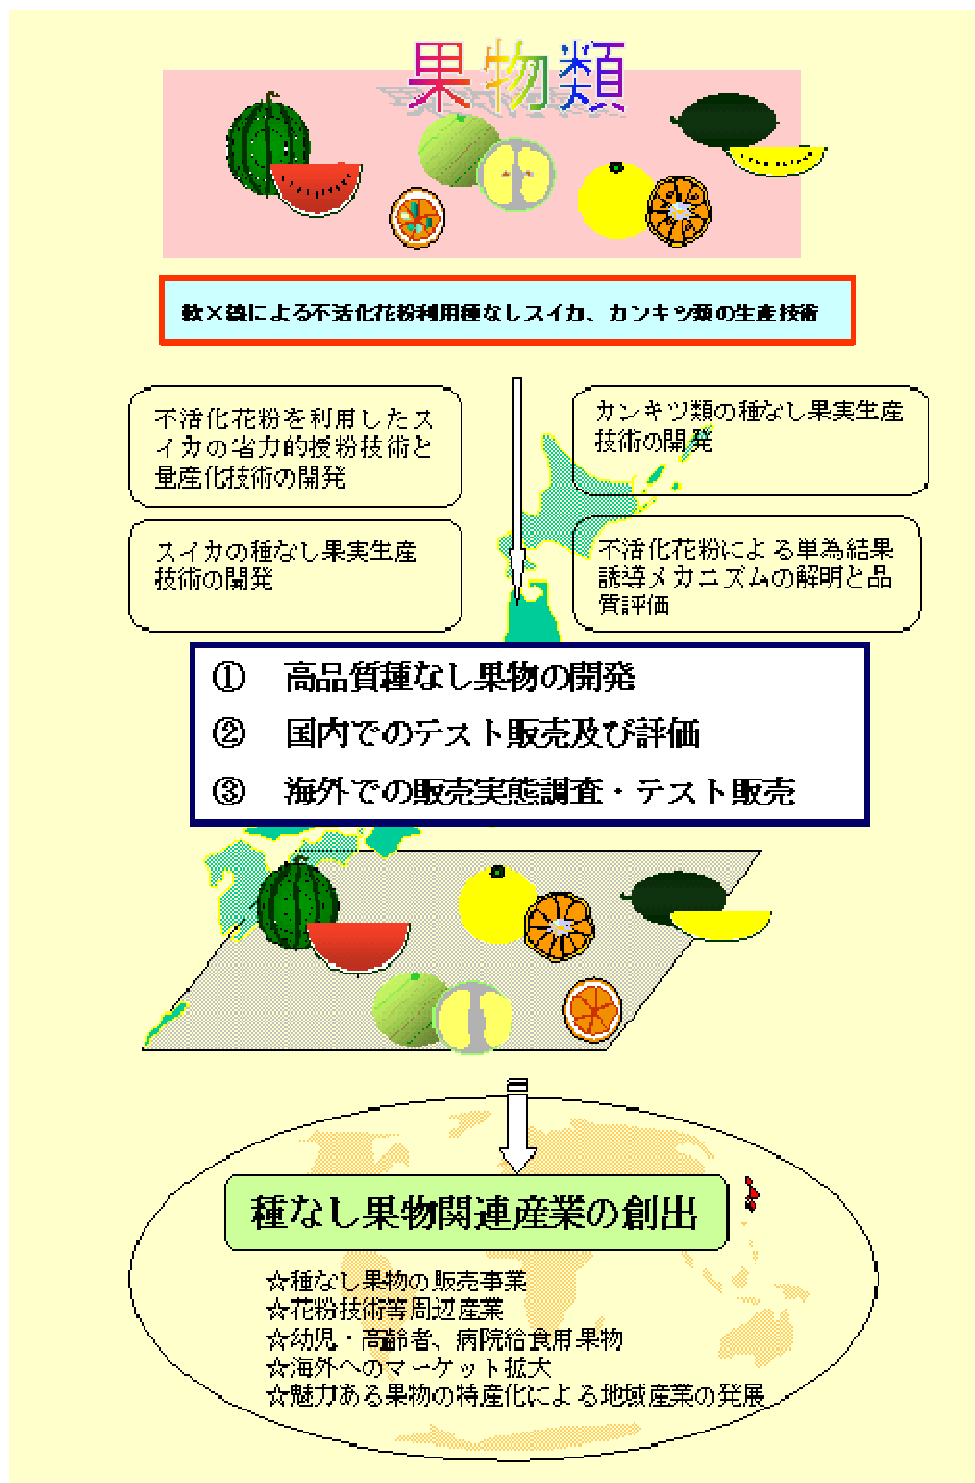 果物類
軟X線による不活化花粉利用種なしスイカ、カンキツ類の生産技術
不活化花粉を利用したス
イカの省力的授粉技術と
量産化技術の開発
カンキツ類の種なし果実生産
技術の開発
スイカの種なし果実生産
技術の開発
不活化花粉による単為結果
誘導メカニズムの解明と品
質評価
① 高品質種なし果物の開発
② 国内でのテスト販売及び評価
③ 海外での販売実態調査・テスト販売
種なし果物関連産業の創出
☆種なし果物の販売事業
☆花粉技術等周辺産業
☆幼児・高齢者、病院給食用果物
☆海外へのマーケット拡大
☆魅力ある果物の特産化による地域産業の発展